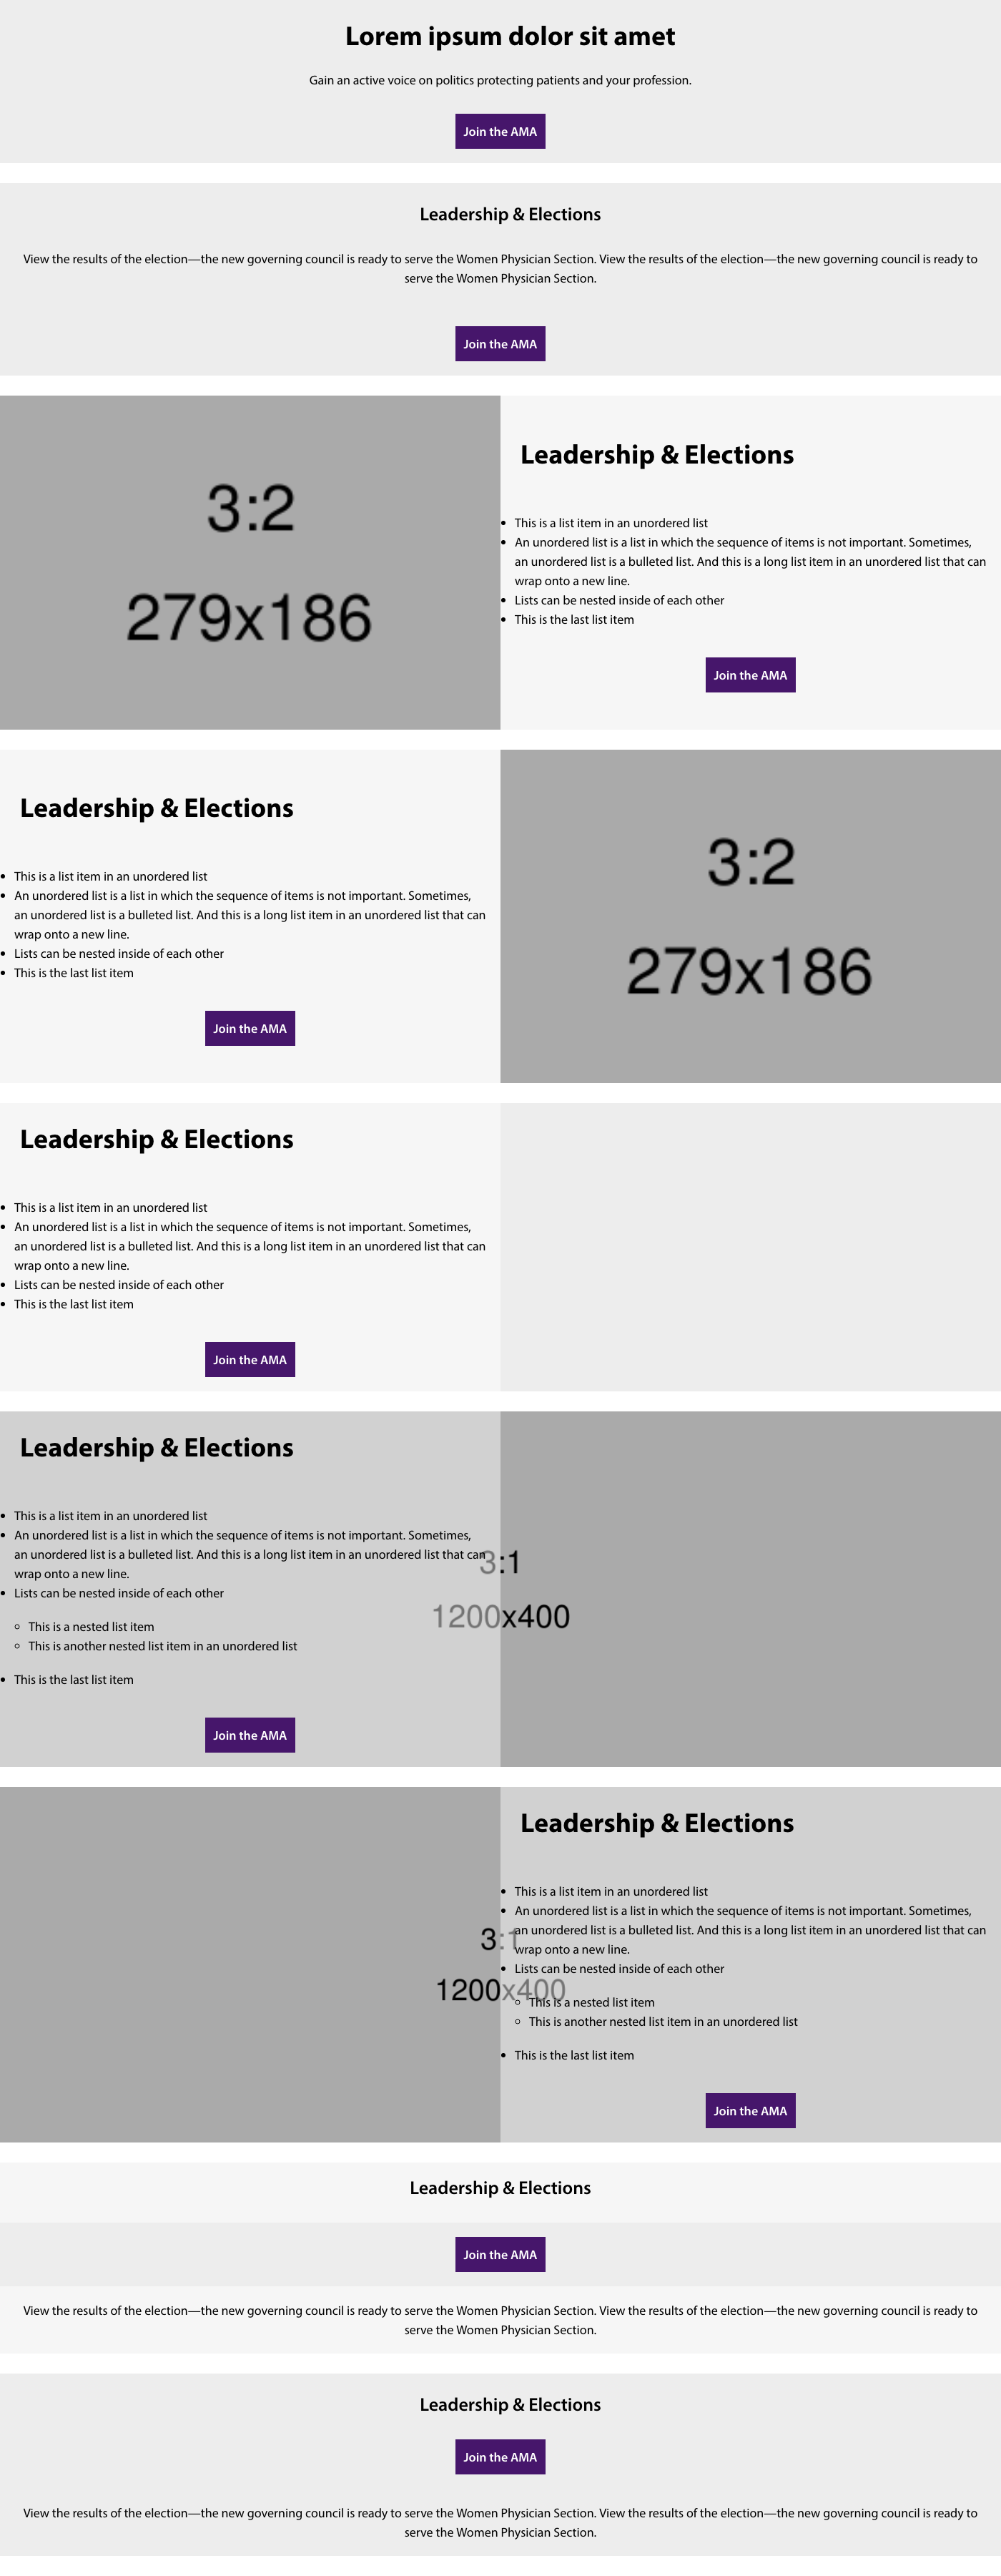 Lorem ipsum dolor sit amet
Gain an active voice on politics protecting patients and your profession.
Join the AMA
Leadership & Elections
View the results of the election—the new governing council is ready to serve the Women Physician Section. View the results of the election—the new governing council is ready to
serve the Women Physician Section.
Join the AMA
3:2
279x186
Leadership & Elections
This is a list item in an unordered list
An unordered list is a list in which the sequence of items is not important. Sometimes,
an unordered list is a bulleted list. And this is a long list item in an unordered list that can
wrap onto a new line.
Lists can be nested inside of each other
This is the last list item
Join the AMA
Leadership & Elections
This is a list item in an unordered list
An unordered list is a list in which the sequence of items is not important. Sometimes,
an unordered list is a bulleted list. And this is a long list item in an unordered list that can
wrap onto a new line.
Lists can be nested inside of each other
This is the last list item
Join the AMA
3:2
279x186
Leadership & Elections
This is a list item in an unordered list
An unordered list is a list in which the sequence of items is not important. Sometimes,
an unordered list is a bulleted list. And this is a long list item in an unordered list that can
wrap onto a new line.
Lists can be nested inside of each other
This is the last list item
Join the AMA
Leadership & Elections
This is a list item in an unordered list
An unordered list is a list in which the sequence of items is not important. Sometimes,
an unordered list is a bulleted list. And this is a long list item in an unordered list that can
wrap onto a new line.
Lists can be nested inside of each other
This is a nested list item
This is another nested list item in an unordered list
This is the last list item
Join the AMA
3:1
1200x400
3:1
1200x400
Leadership & Elections
This is a list item in an unordered list
An unordered list is a list in which the sequence of items is not important. Sometimes,
an unordered list is a bulleted list. And this is a long list item in an unordered list that can
wrap onto a new line.
Lists can be nested inside of each other
This is a nested list item
This is another nested list item in an unordered list
This is the last list item
Join the AMA
Leadership & Elections
Join the AMA
View the results of the election—the new governing council is ready to serve the Women Physician Section. View the results of the election—the new governing council is ready to
serve the Women Physician Section.
Leadership & Elections
Join the AMA
View the results of the election—the new governing council is ready to serve the Women Physician Section. View the results of the election—the new governing council is ready to
serve the Women Physician Section.